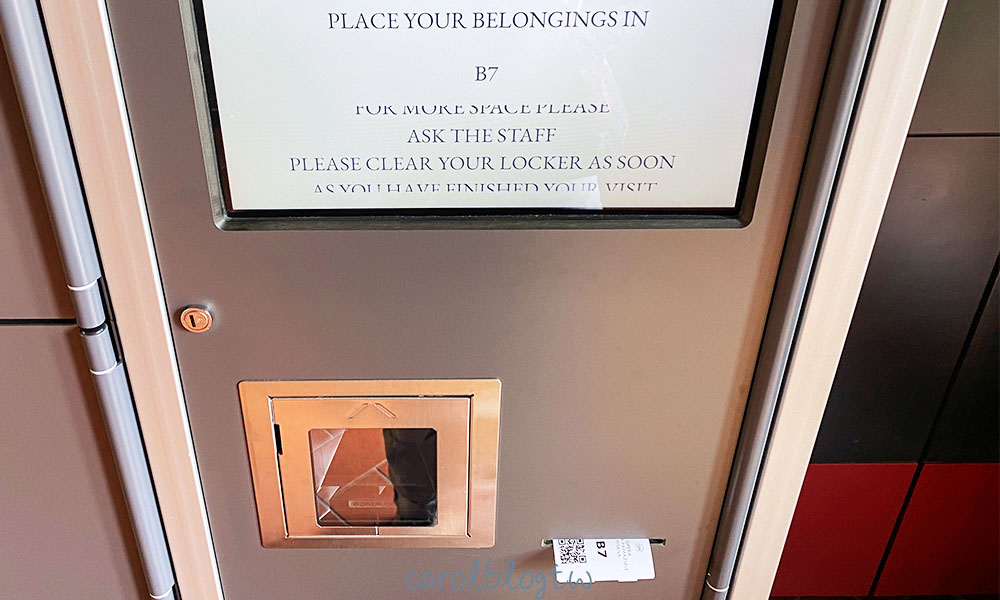 PLACE YOUR BELONGINGS IN
B7
FOR MORE SPACE PLEASE
ASK THE STAFF
PLEASE CLEAR YOUR LOCKER AS SOON
AS YOU HAVE FINISHED YOUR VISIT
B7
carolblogtw